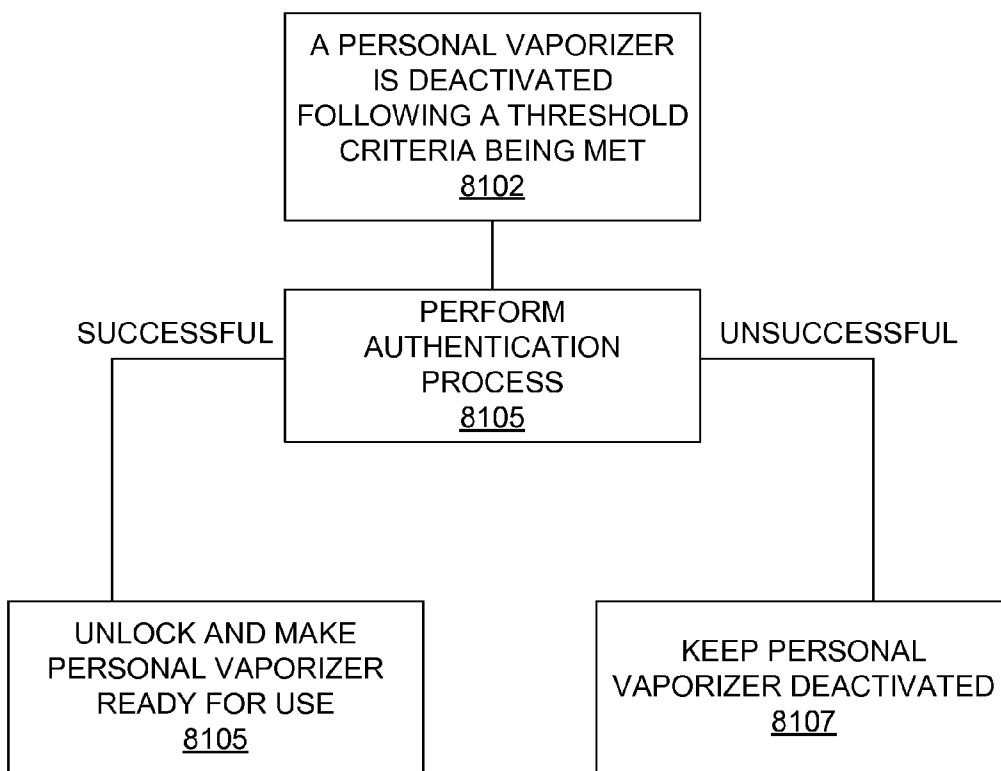 A PERSONAL VAPORIZER
IS DEACTIVATED
FOLLOWING A THRESHOLD
CRITERIA BEING MET
8102
SUCCESSFUL
PERFORM
AUTHENTICATION
PROCESS
8105
UNSUCCESSFUL
UNLOCK AND MAKE
PERSONAL VAPORIZER
READY FOR USE
8105
KEEP PERSONAL
VAPORIZER DEACTIVATED
8107